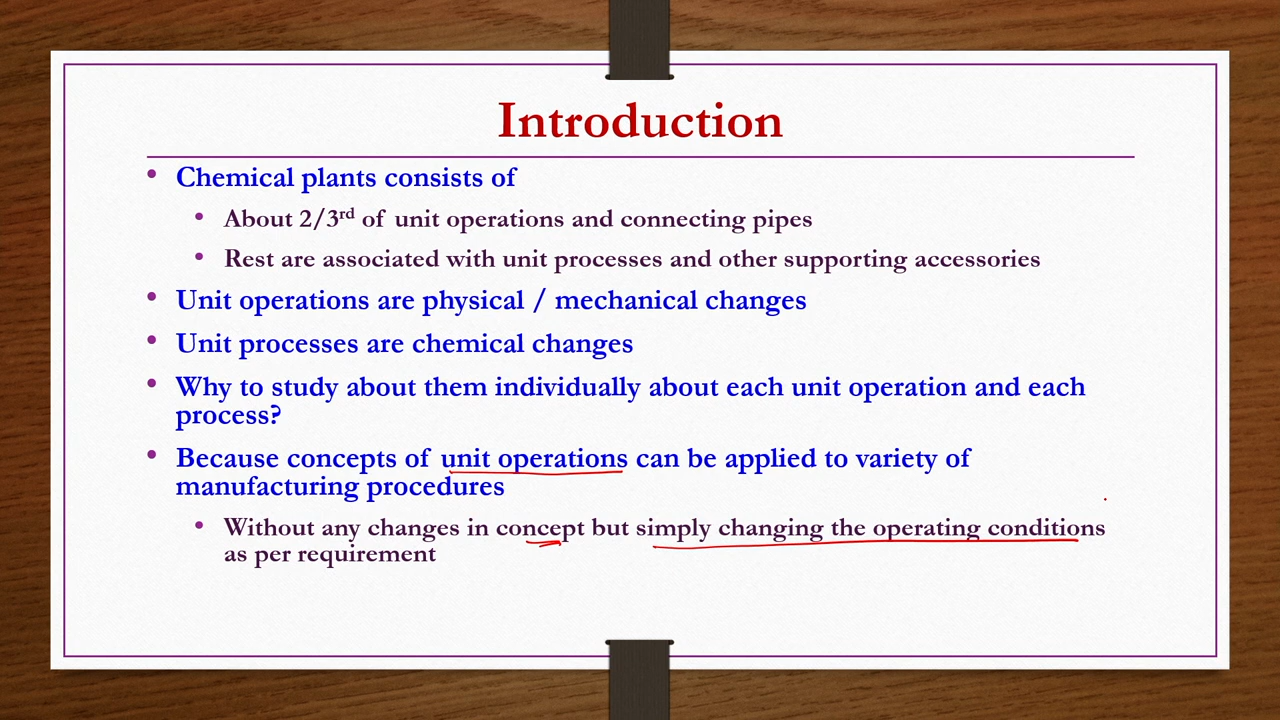 Introduction
• Chemical plants consists of
• About 2/3rd of unit operations and connecting pipes
• Rest are associated with unit processes and other supporting accessories
• Unit operations are physical / mechanical changes
• Unit processes are chemical changes
• Why to study about them individually about each unit operation and each
process?
• Because concepts of unit operations can be applied to variety of
manufacturing procedures
• Without any changes in concept but simply changing the operating conditions
as per requirement